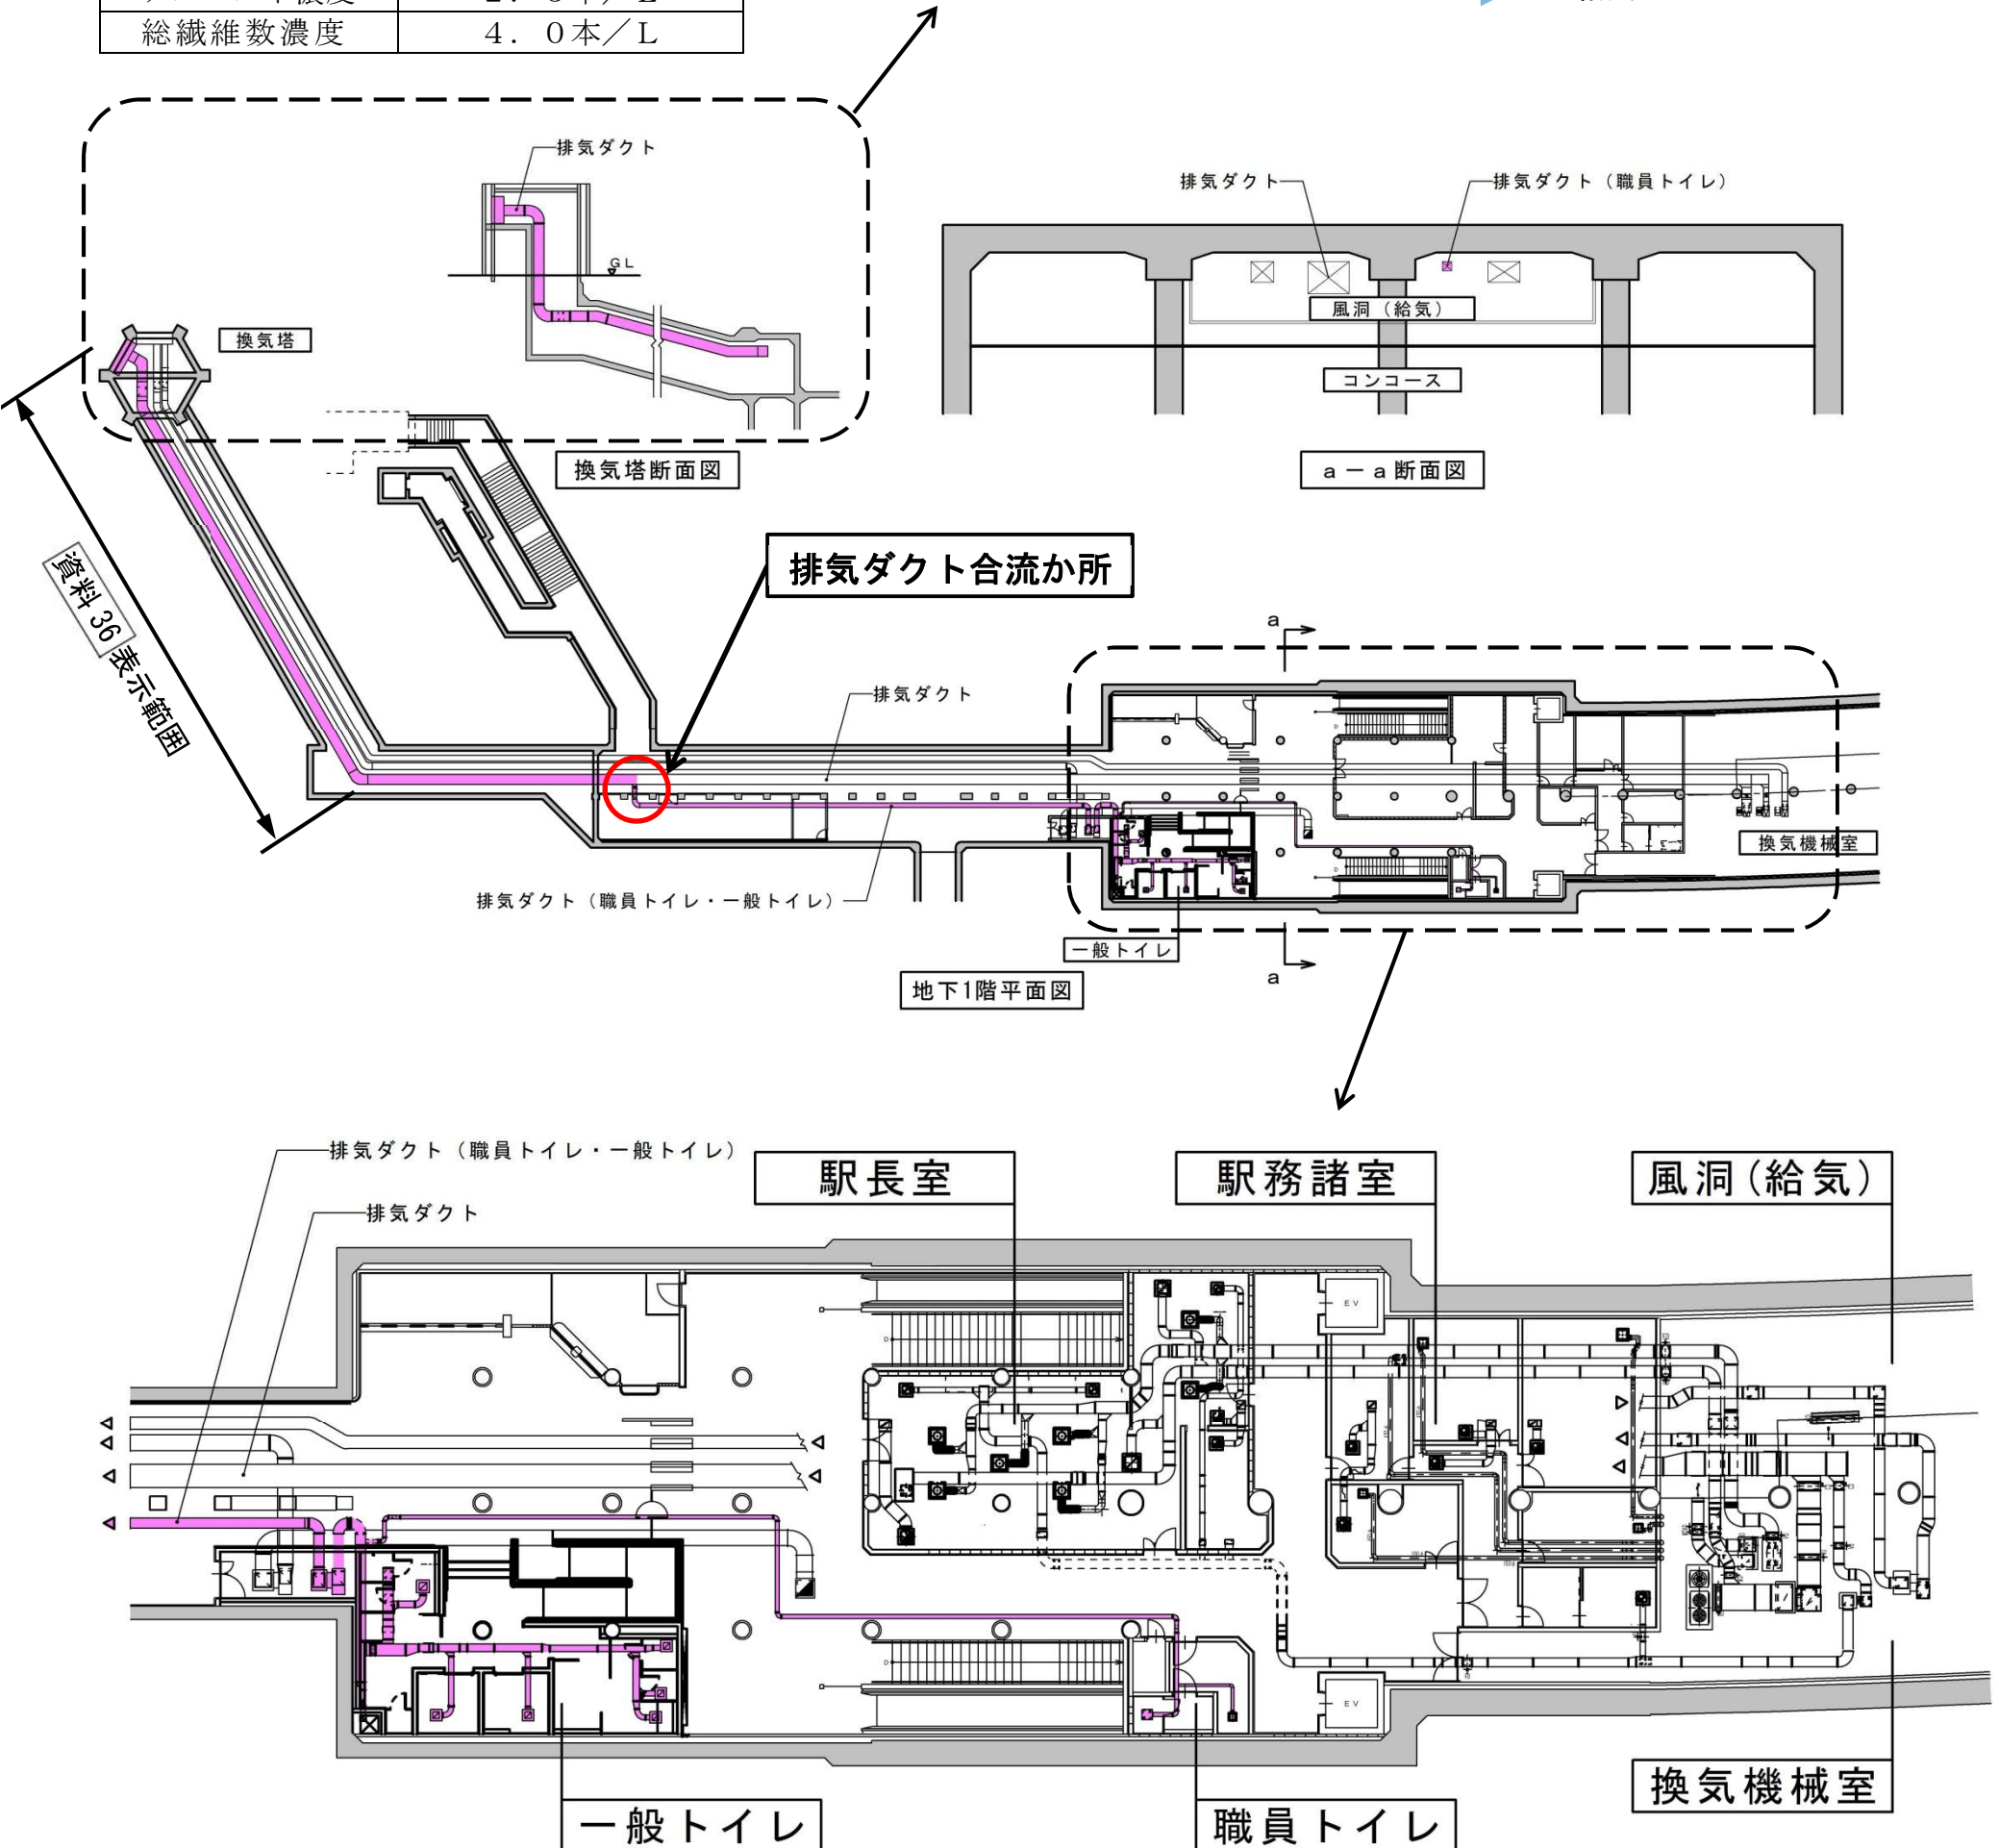 総繊維数濃度 4．0本／L
排気ダクト
GL
換気塔
換気塔断面図
排気ダクト
排気ダクト（職員トイレ）
風洞（給気）
コンコース
a－a断面図
資料36表示範囲
排気ダクト合流か所
排気ダクト
a
換気機械室
排気ダクト（職員トイレ・一般トイレ）
一般トイレ
a
地下1階平面図
排気ダクト（職員トイレ・一般トイレ）
排気ダクト
駅長室
駅務諸室
風洞(給気)
EV
EV
一般トイレ
職員トイレ
換気機械室